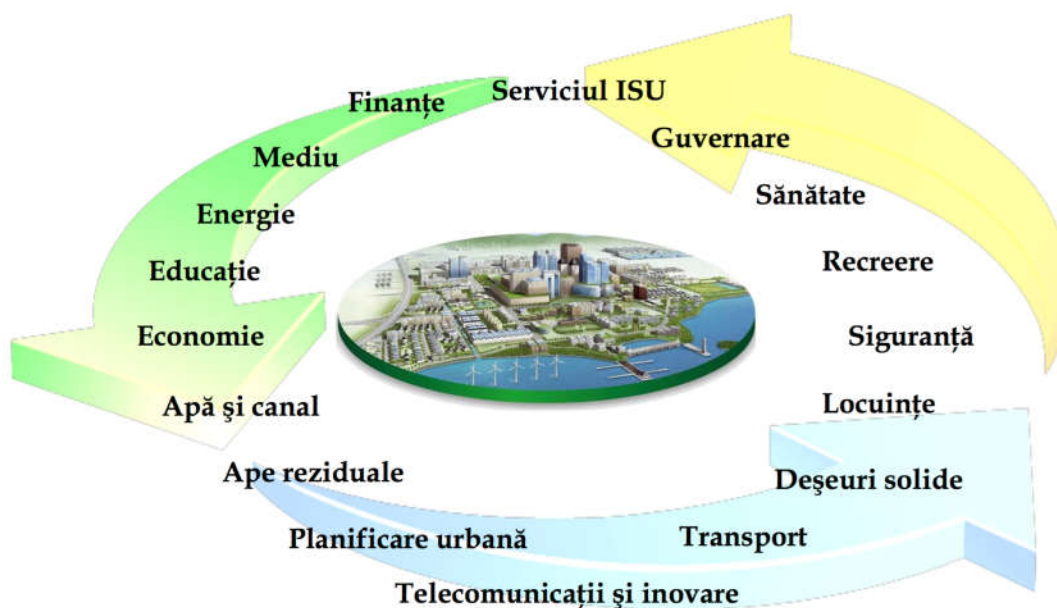 Serviciul ISU
Finanțe
Guvernare
Mediu
Sănătate
Energie
Recreere
Educație
Siguranță
Economie
Locuințe
Apă şi canal
Ape reziduale
Deşeuri solide
Planificare urbană
Transport
Telecomunicații şi inovare